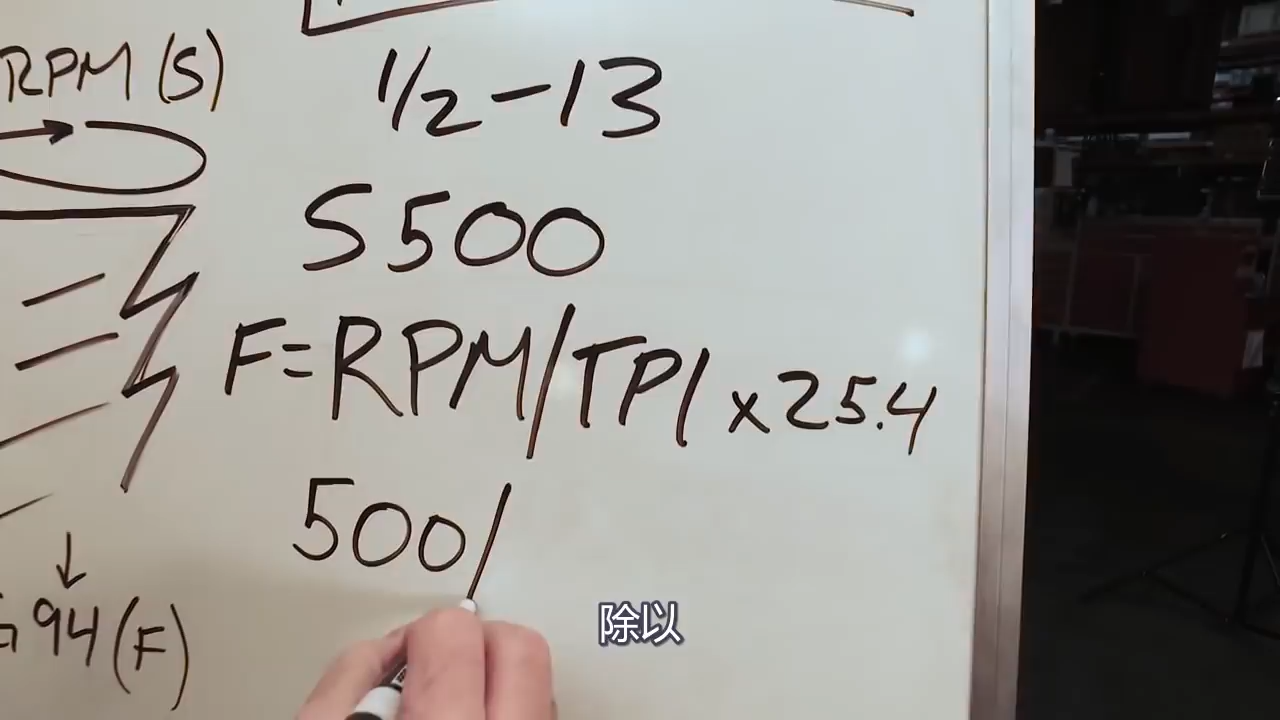 RPM (S)
1/2-13
S500
F=RPM/TPI x25.4
500/
94 (F)
除以